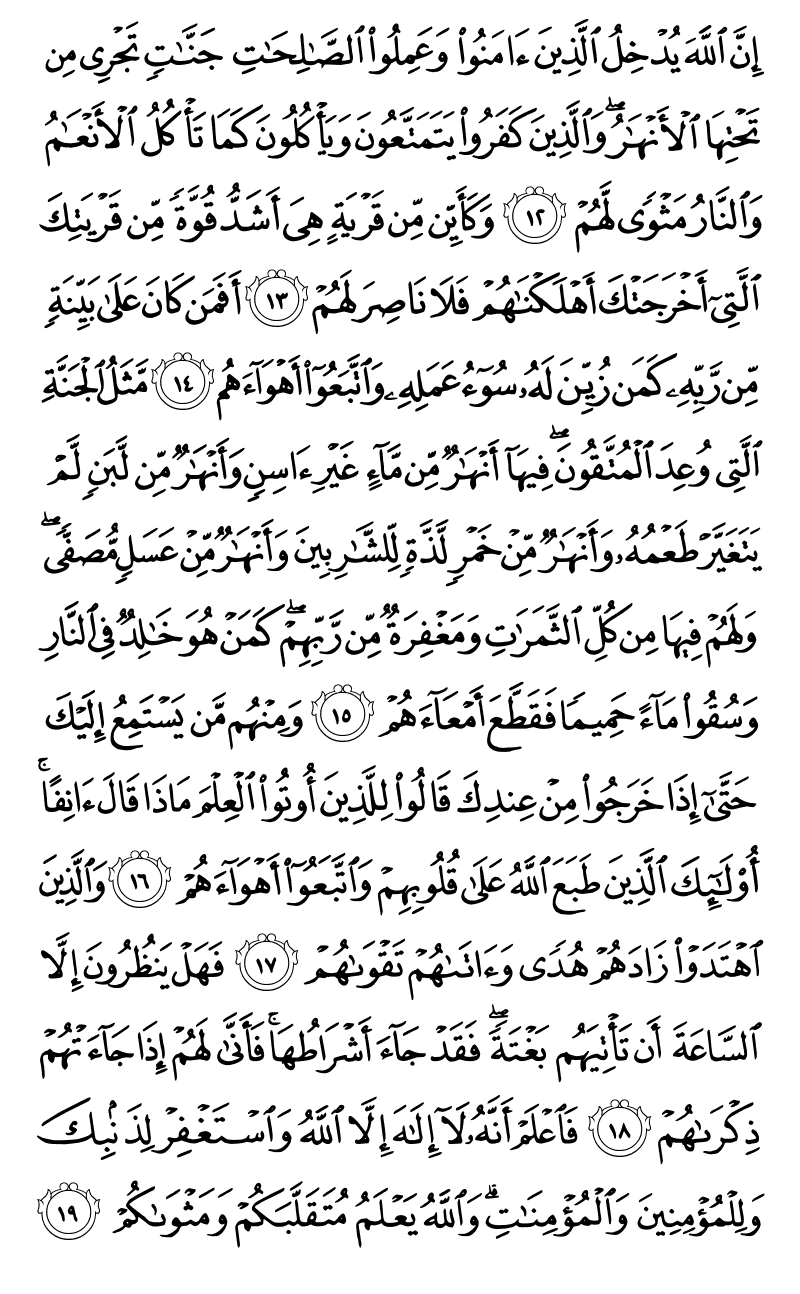 إِنَّ ٱللَّهَ يُدْخِلُ ٱلَّذِينَ ءَامَنُوا۟ وَعَمِلُوا۟ ٱلصَّـٰلِحَـٰتِ جَنَّـٰتٍ تَجْرِى مِن
تَحْتِهَا ٱلْأَنْهَـٰرُ ۖ وَٱلَّذِينَ كَفَرُوا۟ يَتَمَتَّعُونَ وَيَأْكُلُونَ كَمَا تَأْكُلُ ٱلْأَنْعَـٰمُ
وَٱلنَّارُ مَثْوًى لَّهُمْ ١٢ وَكَأَيِّن مِّن قَرْيَةٍ هِىَ أَشَدُّ قُوَّةً مِّن قَرْيَتِكَ
ٱلَّتِىٓ أَخْرَجَتْكَ أَهْلَكْنَـٰهُمْ فَلَا نَاصِرَ لَهُمْ ١٣ أَفَمَن كَانَ عَلَىٰ بَيِّنَةٍ
مِّن رَّبِّهِۦ كَمَن زُيِّنَ لَهُۥ سُوٓءُ عَمَلِهِۦ وَٱتَّبَعُوٓا۟ أَهْوَآءَهُم ١٤ مَّثَلُ ٱلْجَنَّةِ
ٱلَّتِى وُعِدَ ٱلْمُتَّقُونَ ۖ فِيهَآ أَنْهَـٰرٌ مِّن مَّآءٍ غَيْرِ ءَاسِنٍ وَأَنْهَـٰرٌ مِّن لَّبَنٍ لَّمْ
يَتَغَيَّرْ طَعْمُهُۥ وَأَنْهَـٰرٌ مِّنْ خَمْرٍ لَّذَّةٍ لِّلشَّـٰرِبِينَ وَأَنْهَـٰرٌ مِّنْ عَسَلٍ مُّصَفًّى ۖ
وَلَهُمْ فِيهَا مِن كُلِّ ٱلثَّمَرَٰتِ وَمَغْفِرَةٌ مِّن رَّبِّهِمْ ۖ كَمَنْ هُوَ خَـٰلِدٌ فِى ٱلنَّارِ
وَسُقُوا۟ مَآءً حَمِيمًا فَقَطَّعَ أَمْعَآءَهُمْ ١٥ وَمِنْهُم مَّن يَسْتَمِعُ إِلَيْكَ
حَتَّىٰٓ إِذَا خَرَجُوا۟ مِنْ عِندِكَ قَالُوا۟ لِلَّذِينَ أُوتُوا۟ ٱلْعِلْمَ مَاذَا قَالَ ءَانِفًا ۚ
أُو۟لَـٰٓئِكَ ٱلَّذِينَ طَبَعَ ٱللَّهُ عَلَىٰ قُلُوبِهِمْ وَٱتَّبَعُوٓا۟ أَهْوَآءَهُمْ ١٦ وَٱلَّذِينَ
ٱهْتَدَوْا۟ زَادَهُمْ هُدًى وَءَاتَىٰهُمْ تَقْوَىٰهُمْ ١٧ فَهَلْ يَنظُرُونَ إِلَّا
ٱلسَّاعَةَ أَن تَأْتِيَهُم بَغْتَةً ۖ فَقَدْ جَآءَ أَشْرَاطُهَا ۚ فَأَنَّىٰ لَهُمْ إِذَا جَآءَتْهُمْ
ذِكْرَىٰهُمْ ١٨ فَٱعْلَمْ أَنَّهُۥ لَآ إِلَـٰهَ إِلَّا ٱللَّهُ وَٱسْتَغْفِرْ لِذَنۢبِكَ
وَلِلْمُؤْمِنِينَ وَٱلْمُؤْمِنَـٰتِ ۗ وَٱللَّهُ يَعْلَمُ مُتَقَلَّبَكُمْ وَمَثْوَىٰكُمْ ١٩